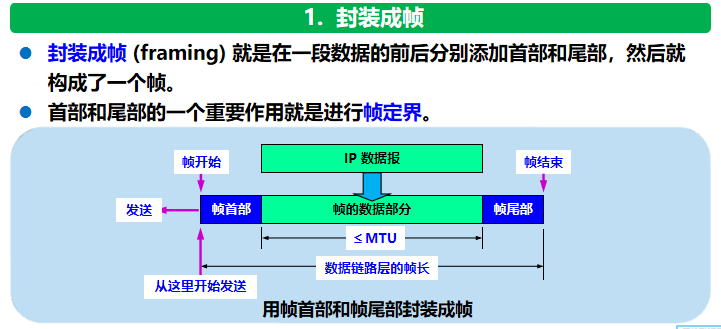 1. 封装成帧
封装成帧 (framing) 就是在一段数据的前后分别添加首部和尾部，然后就
构成了一个帧。
首部和尾部的一个重要作用就是进行帧定界。
帧开始
IP 数据报
帧结束
发送
帧首部
帧的数据部分
帧尾部
≤ MTU
数据链路层的帧长
从这里开始发送
用帧首部和帧尾部封装成帧